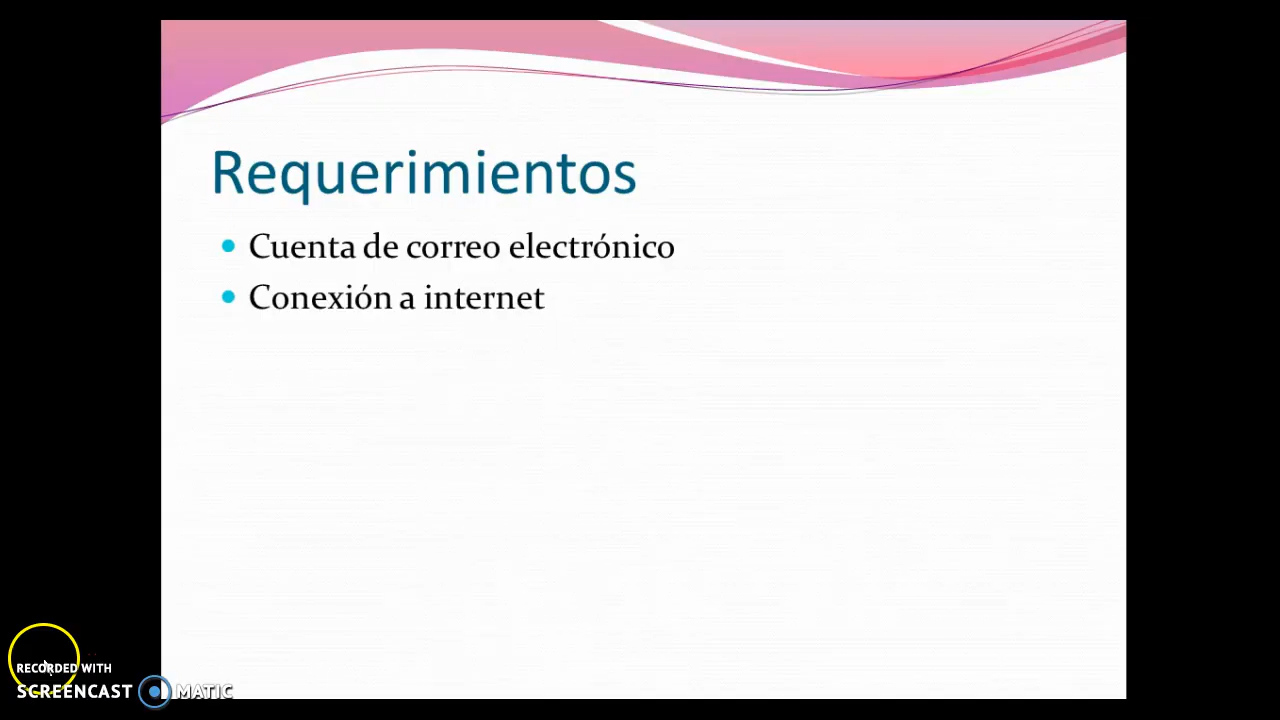 Requerimientos
Cuenta de correo electrónico
Conexión a internet
RECORDED WITH
SCREENCAST MATIC